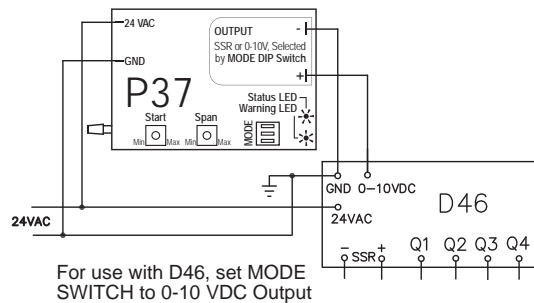 24 VAC
GND
P37
OUTPUT
SSR or 0-10V, Selected
by MODE DIP Switch
-
+
Status LED
Warning LED
Start
Min Max
Span
Min Max
MODE
24VAC
GND 0-10VDC
D46
24VAC
- SSR +
Q1 Q2 Q3 Q4
For use with D46, set MODE
SWITCH to 0-10 VDC Output